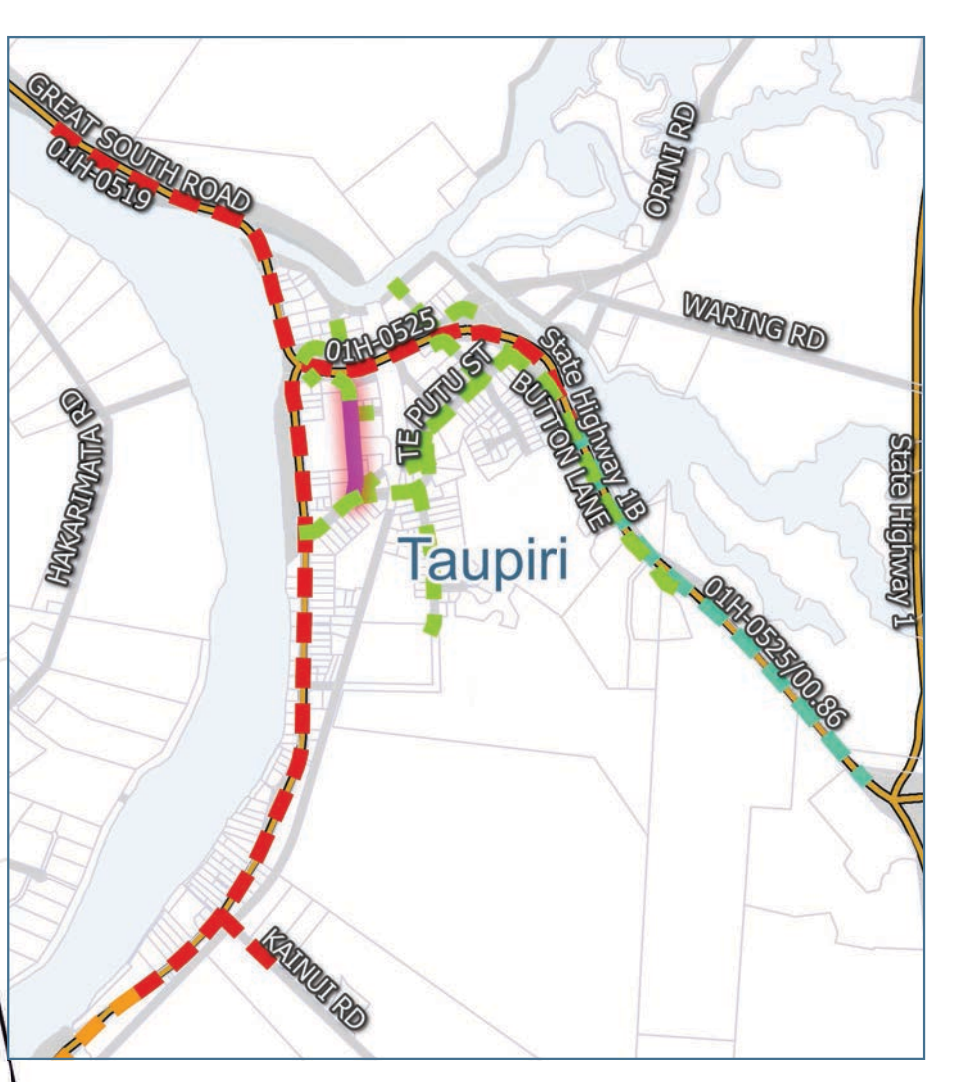 GREAT SOUTH ROAD
01H-0519
ORINI RD
WARING RD
01H-0525
State Highway 1B
TE PUTU ST
BUTTON LANE
HAKARIMATA RD
State Highway 1
Taupiri
01H-0525/00.86
KAINUI RD